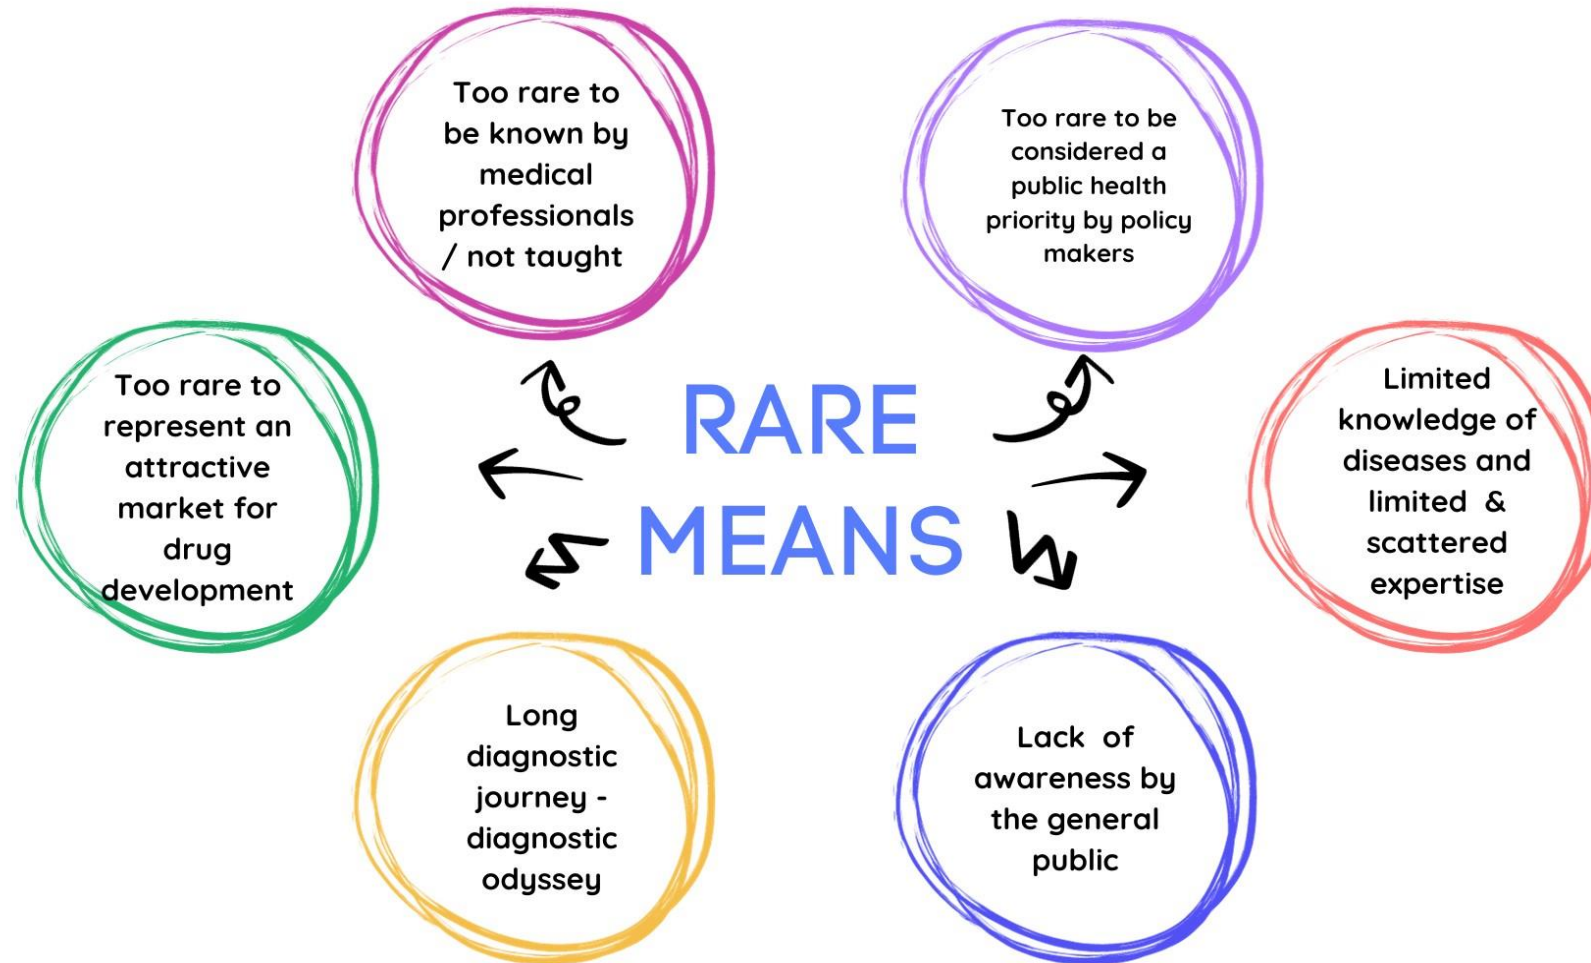 Too rare to
be known by
medical
professionals
/ not taught
Too rare to be
considered a
public health
priority by policy
makers
Too rare to
represent an
attractive
market for
drug
development
RARE
MEANS
Limited
knowledge of
diseases and
limited &
scattered
expertise
Long
diagnostic
journey -
diagnostic
odyssey
Lack of
awareness by
the general
public